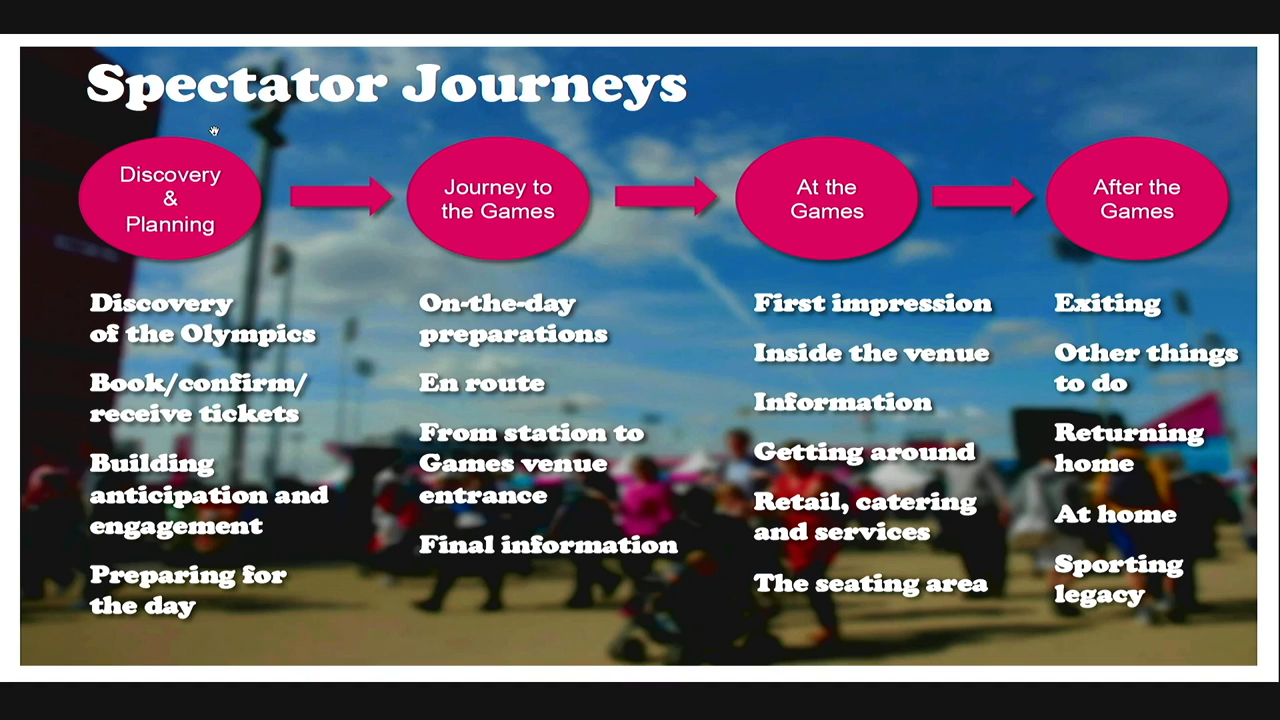 Spectator Journeys
Discovery
&
Planning
Journey to
the Games
At the
Games
After the
Games
Discovery
of the Olympics
Book/confirm/
receive tickets
Building
anticipation and
engagement
Preparing for
the day
On-the-day
preparations
En route
From station to
Games venue
entrance
Final information
First impression
Inside the venue
Information
Getting around
Retail, catering
and services
The seating area
Exiting
Other things
to do
Returning
home
At home
Sporting
legacy